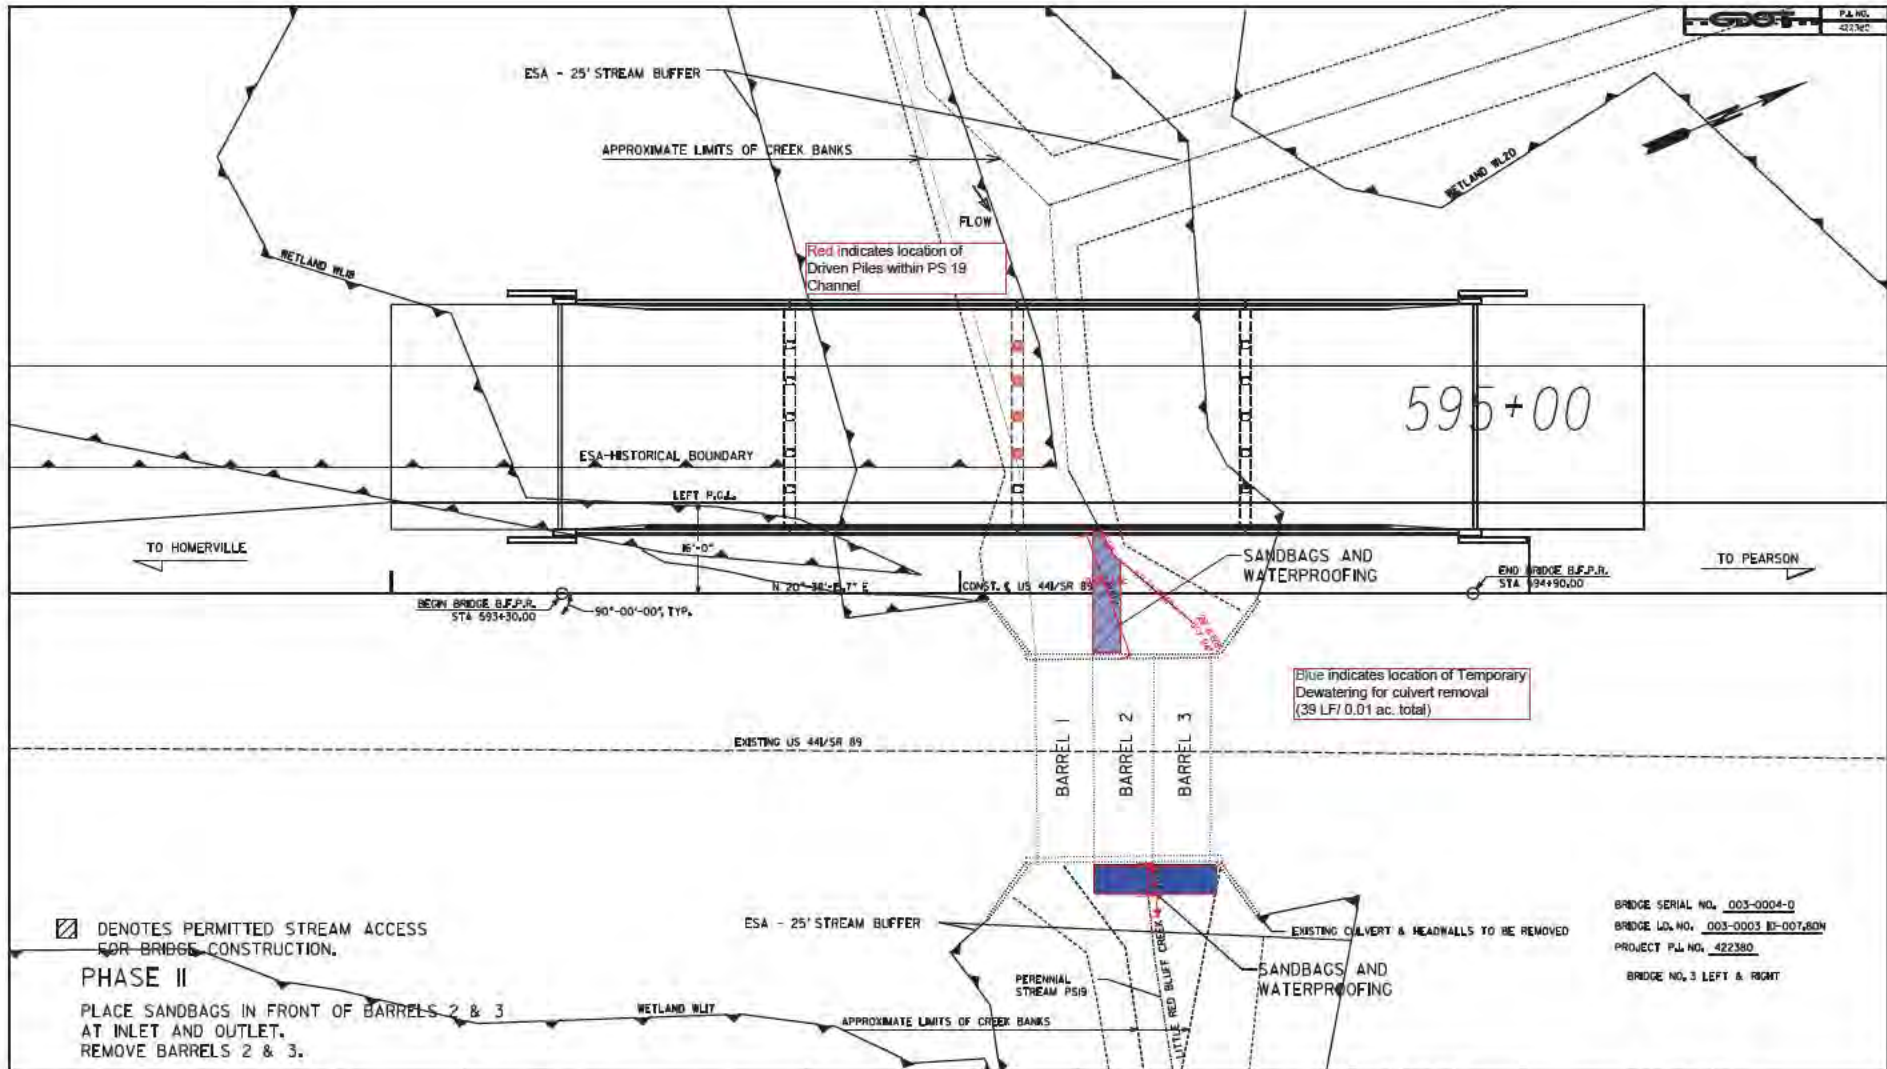 GDOT
P.I. NO.
422380
ESA - 25' STREAM BUFFER
APPROXIMATE LIMITS OF CREEK BANKS
FLOW
WETLAND WL20
WETLAND WL18
Red indicates location of
Driven Piles within PS 19
Channel
595+00
ESA-HISTORICAL BOUNDARY
LEFT P.G.L.
16'-0"
TO HOMERVILLE
TO PEARSON
SANDBAGS AND
WATERPROOFING
CONST. ℄ US 441/SR 89
BEGIN BRIDGE B.F.P.R.
STA 593+30.00
90°-00'-00", TYP.
END BRIDGE B.F.P.R.
STA 594+90.00
Blue indicates location of Temporary
Dewatering for culvert removal
(39 LF/ 0.01 ac. total)
BARREL 1
BARREL 2
BARREL 3
EXISTING US 441/SR 89
DENOTES PERMITTED STREAM ACCESS
FOR BRIDGE CONSTRUCTION.
PHASE II
PLACE SANDBAGS IN FRONT OF BARRELS 2 & 3
AT INLET AND OUTLET.
REMOVE BARRELS 2 & 3.
WETLAND WL17
ESA - 25' STREAM BUFFER
EXISTING CULVERT & HEADWALLS TO BE REMOVED
SANDBAGS AND
WATERPROOFING
PERENNIAL
STREAM PS19
LITTLE RED BLUFF CREEK
APPROXIMATE LIMITS OF CREEK BANKS
BRIDGE SERIAL NO. 003-0004-0
BRIDGE I.D. NO. 003-0003
PROJECT P.I. NO. 422380
BRIDGE NO. 3 LEFT & RIGHT